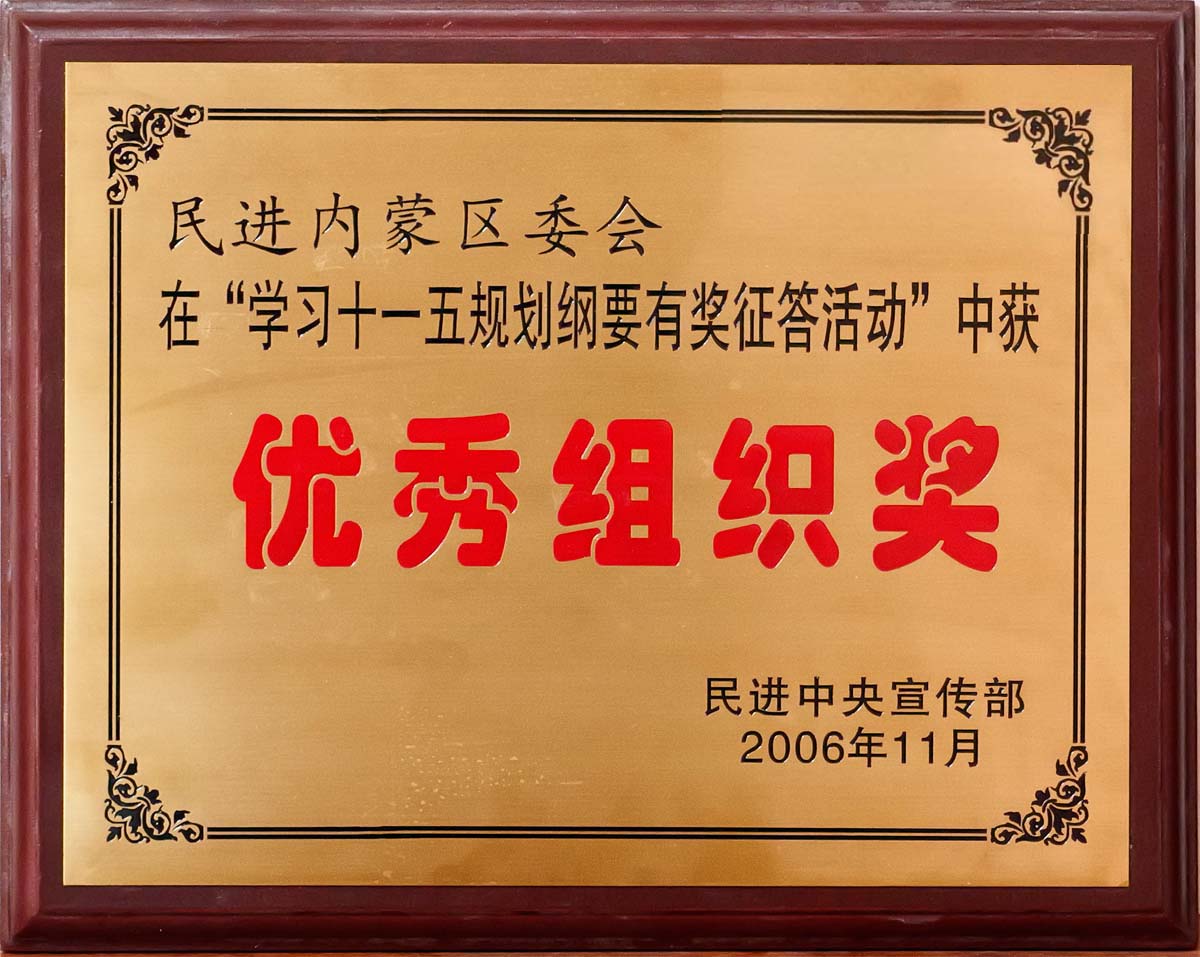 民进内蒙区委会
在“学习十一五规划纲要有奖征答活动”中获
优秀组织奖
民进中央宣传部
2006年11月